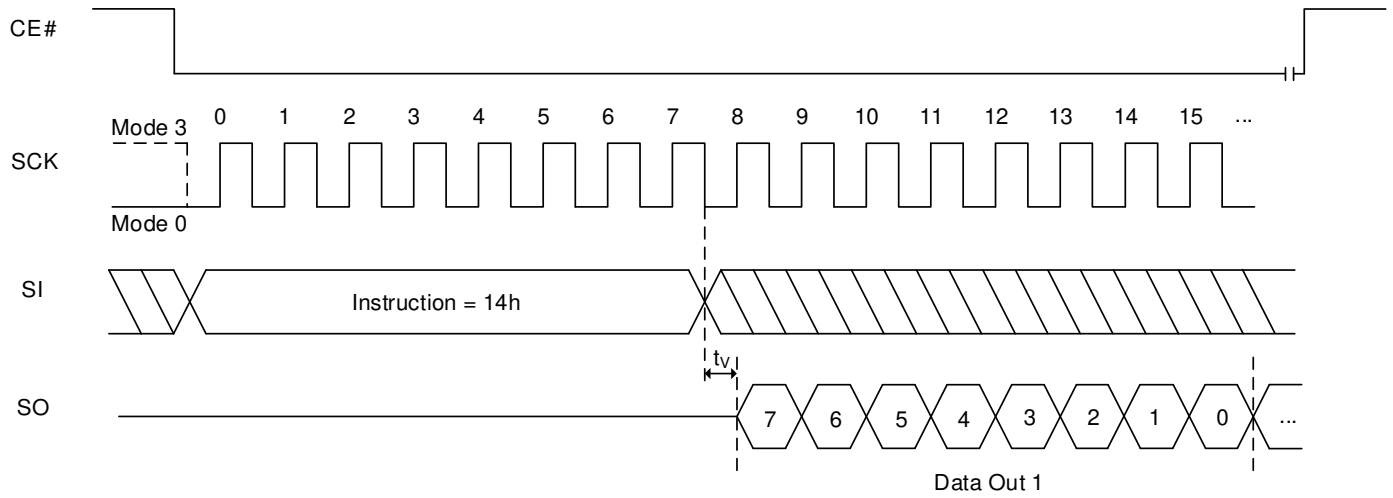 CE#
0 1 2 3 4 5 6 7 8 9 10 11 12 13 14 15 ...
Mode 3
SCK
Mode 0
SI
Instruction = 14h
tV
SO
7 6 5 4 3 2 1 0 ...
Data Out 1